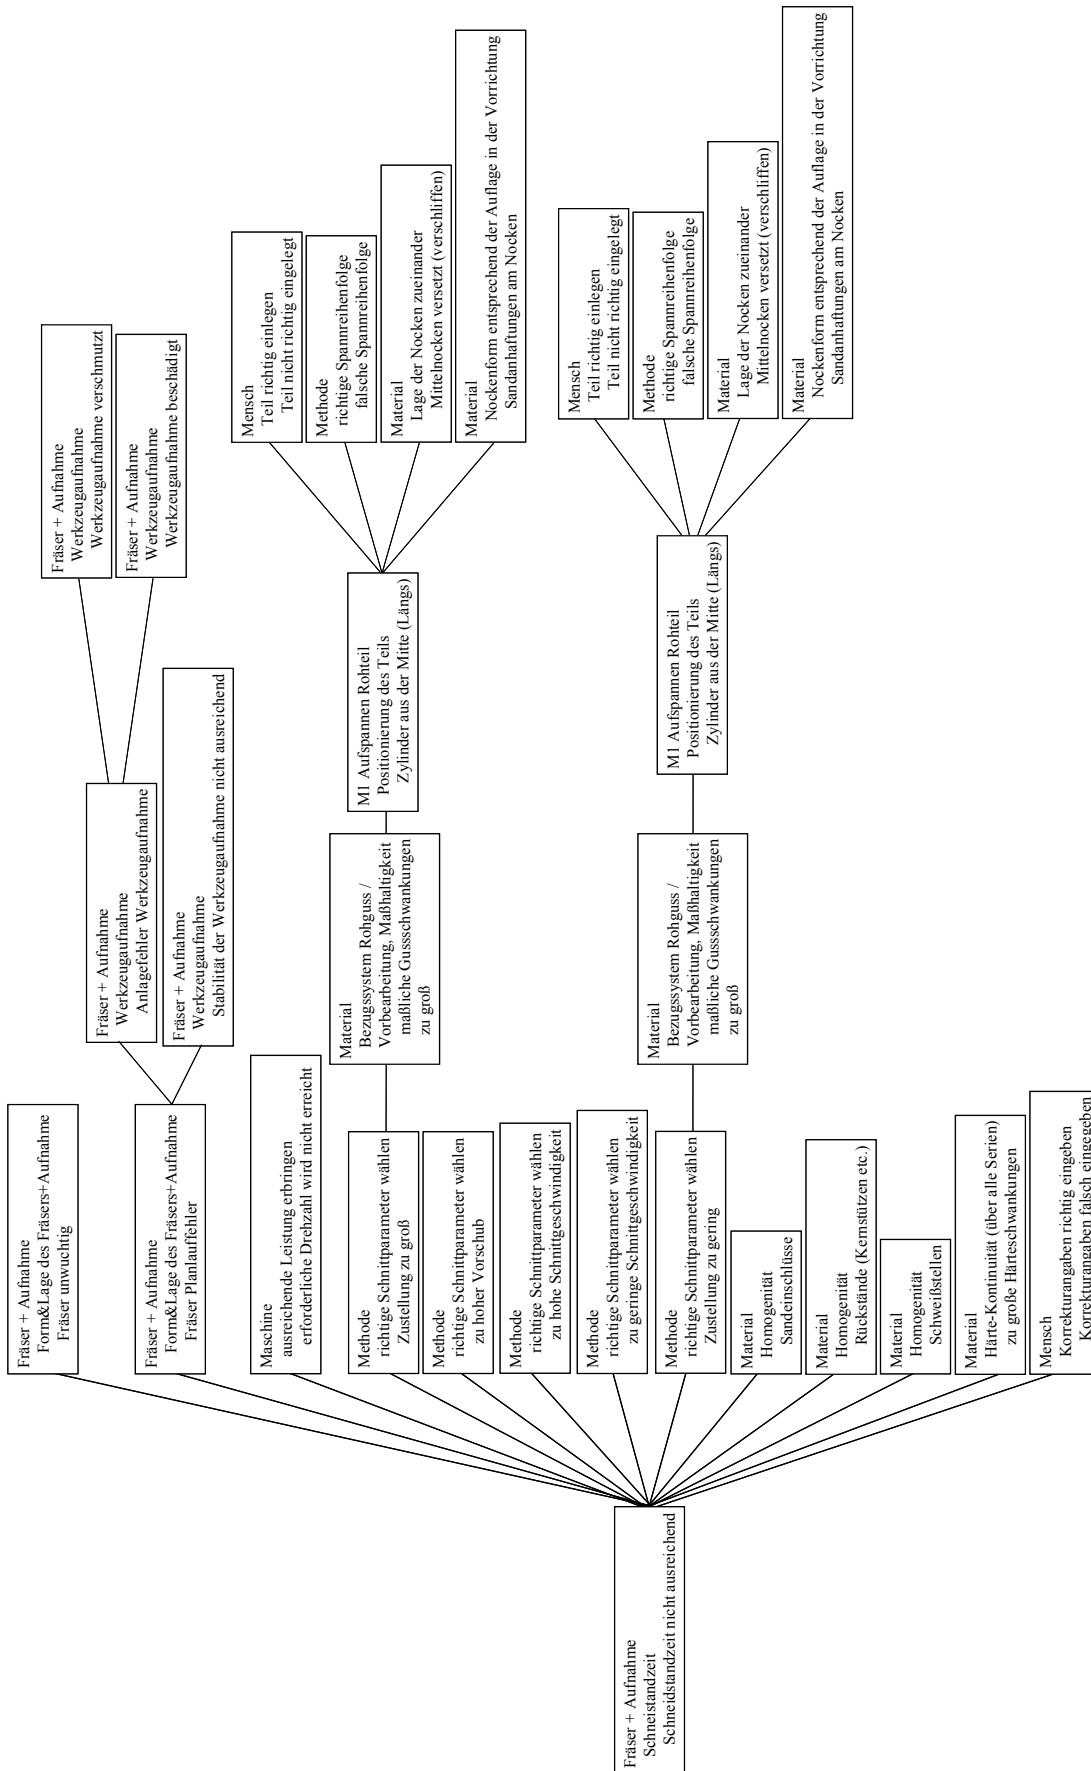 Fräser + Aufnahme
Schneistandzeit
Schneidstandzeit nicht ausreichend
Fräser + Aufnahme
Form&Lage des Fräsers+Aufnahme
Fräser unwuchtig
Fräser + Aufnahme
Form&Lage des Fräsers+Aufnahme
Fräser Planlauffehler
Maschine
ausreichende Leistung erbringen
erforderliche Drehzahl wird nicht erreicht
Methode
richtige Schnittparameter wählen
Zustellung zu groß
Methode
richtige Schnittparameter wählen
zu hoher Vorschub
Methode
richtige Schnittparameter wählen
zu hohe Schnittgeschwindigkeit
Methode
richtige Schnittparameter wählen
zu geringe Schnittgeschwindigkeit
Methode
richtige Schnittparameter wählen
Zustellung zu gering
Material
Homogenität
Sandeinschlüsse
Material
Homogenität
Rückstände (Kernstützen etc.)
Material
Homogenität
Schweißstellen
Material
Härte-Kontinuität (über alle Serien)
zu große Härteschwankungen
Mensch
Korrekturangaben richtig eingeben
Korrekturangaben falsch eingegeben
Fräser + Aufnahme
Werkzeugaufnahme
Anlagefehler Werkzeugaufnahme
Fräser + Aufnahme
Werkzeugaufnahme
Stabilität der Werkzeugaufnahme nicht ausreichend
Material
Bezugssystem Rohguss /
Vorbearbeitung, Maßhaltigkeit
maßliche Gussschwankungen
zu groß
Material
Bezugssystem Rohguss /
Vorbearbeitung, Maßhaltigkeit
maßliche Gussschwankungen
zu groß
Fräser + Aufnahme
Werkzeugaufnahme
Werkzeugaufnahme verschmutzt
Fräser + Aufnahme
Werkzeugaufnahme
Werkzeugaufnahme beschädigt
M1 Aufspannen Rohteil
Positionierung des Teils
Zylinder aus der Mitte (Längs)
M1 Aufspannen Rohteil
Positionierung des Teils
Zylinder aus der Mitte (Längs)
Mensch
Teil richtig einlegen
Teil nicht richtig eingelegt
Methode
richtige Spannreihenfolge
falsche Spannreihenfolge
Material
Lage der Nocken zueinander
Mittelnocken versetzt (verschliffen)
Material
Nockenform entsprechend der Auflage in der Vorrichtung
Sandanhaftungen am Nocken
Mensch
Teil richtig einlegen
Teil nicht richtig eingelegt
Methode
richtige Spannreihenfolge
falsche Spannreihenfolge
Material
Lage der Nocken zueinander
Mittelnocken versetzt (verschliffen)
Material
Nockenform entsprechend der Auflage in der Vorrichtung
Sandanhaftungen am Nocken